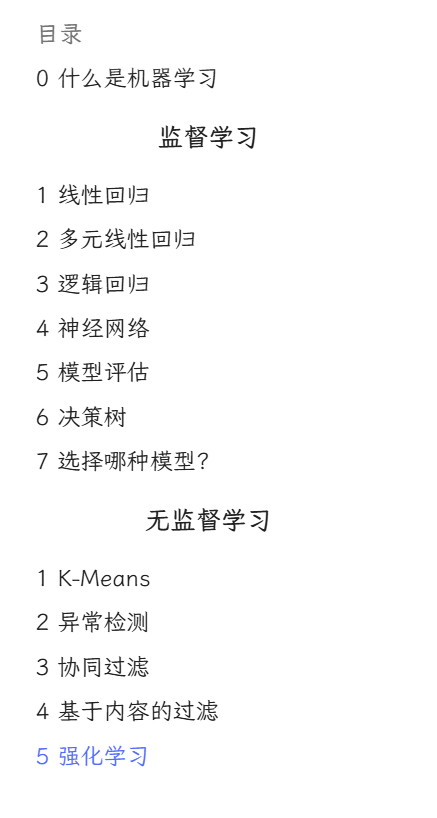 目录
0 什么是机器学习
监督学习
1 线性回归
2 多元线性回归
3 逻辑回归
4 神经网络
5 模型评估
6 决策树
7 选择哪种模型？
无监督学习
1 K-Means
2 异常检测
3 协同过滤
4 基于内容的过滤
5 强化学习